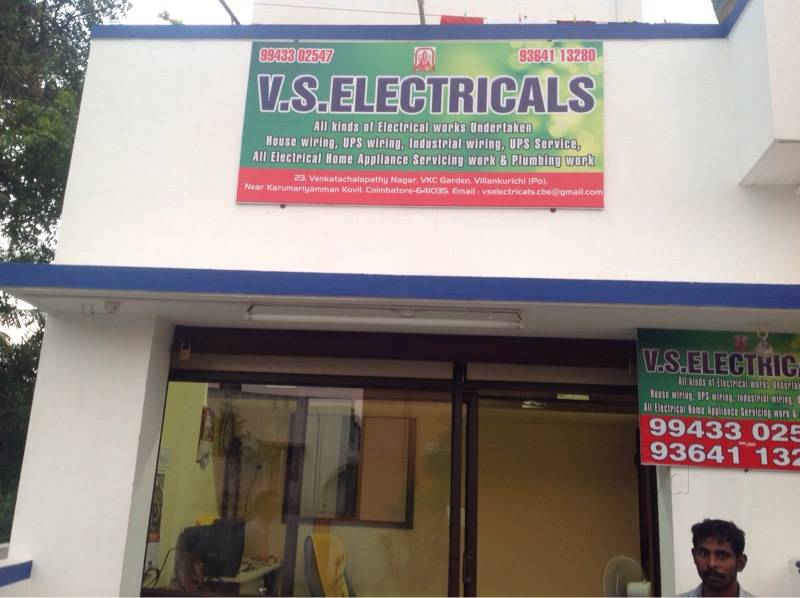 99433 02547
93641 13280
V.S.ELECTRICALS
All kinds of Electrical works Undertaken
House wiring, UPS wiring, Industrial wiring, UPS Service,
All Electrical Home Appliance Servicing work & Plumbing work
23, Venkatachalapathy Nagar, VKC Garden, Villankurichi (Po),
Near Karumariyamman Kovil, Coimbatore-641035. Email : vselectricals.cbe@gmail.com
V.S.ELECTRICA
All kinds of Electrical works Underta
House wiring, UPS wiring, Industrial wiring,
All Electrical Home Appliance Servicing work &
99433 025
93641 132